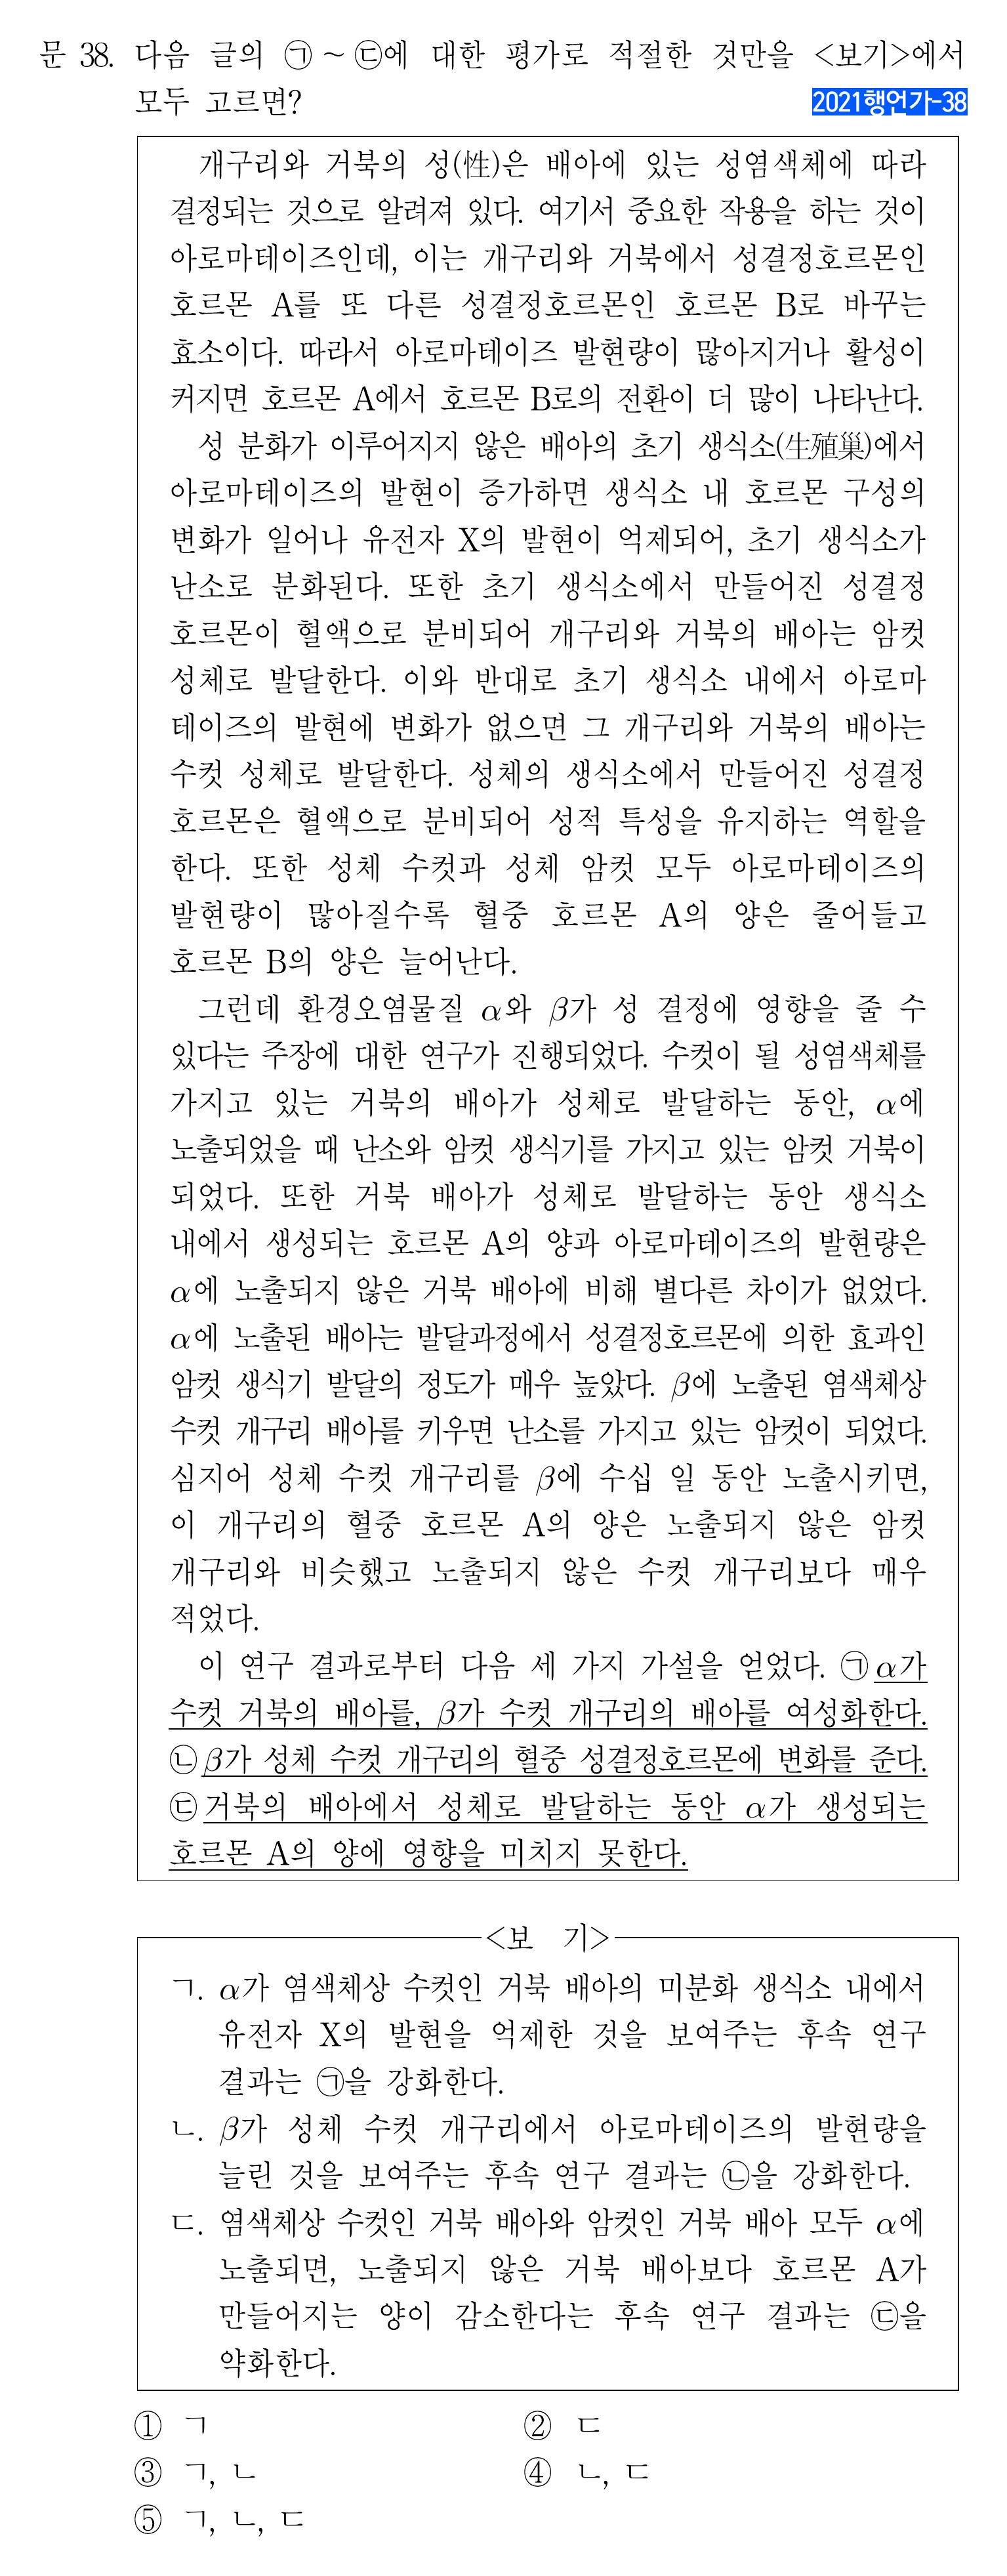 문 38. 다음 글의 ㉠ ~ ㉢에 대한 평가로 적절한 것만을 <보기>에서
모두 고르면?
2021행언가-38
개구리와 거북의 성(性)은 배아에 있는 성염색체에 따라
결정되는 것으로 알려져 있다. 여기서 중요한 작용을 하는 것이
아로마테이즈인데, 이는 개구리와 거북에서 성결정호르몬인
호르몬 A를 또 다른 성결정호르몬인 호르몬 B로 바꾸는
효소이다. 따라서 아로마테이즈 발현량이 많아지거나 활성이
커지면 호르몬 A에서 호르몬 B로의 전환이 더 많이 나타난다.
성 분화가 이루어지지 않은 배아의 초기 생식소(生殖巢)에서
아로마테이즈의 발현이 증가하면 생식소 내 호르몬 구성의
변화가 일어나 유전자 X의 발현이 억제되어, 초기 생식소가
난소로 분화된다. 또한 초기 생식소에서 만들어진 성결정
호르몬이 혈액으로 분비되어 개구리와 거북의 배아는 암컷
성체로 발달한다. 이와 반대로 초기 생식소 내에서 아로마
테이즈의 발현에 변화가 없으면 그 개구리와 거북의 배아는
수컷 성체로 발달한다. 성체의 생식소에서 만들어진 성결정
호르몬은 혈액으로 분비되어 성적 특성을 유지하는 역할을
한다. 또한 성체 수컷과 성체 암컷 모두 아로마테이즈의
발현량이 많아질수록 혈중 호르몬 A의 양은 줄어들고
호르몬 B의 양은 늘어난다.
그런데 환경오염물질 α와 β가 성 결정에 영향을 줄 수
있다는 주장에 대한 연구가 진행되었다. 수컷이 될 성염색체를
가지고 있는 거북의 배아가 성체로 발달하는 동안, α에
노출되었을 때 난소와 암컷 생식기를 가지고 있는 암컷 거북이
되었다. 또한 거북 배아가 성체로 발달하는 동안 생식소
내에서 생성되는 호르몬 A의 양과 아로마테이즈의 발현량은
α에 노출되지 않은 거북 배아에 비해 별다른 차이가 없었다.
α에 노출된 배아는 발달과정에서 성결정호르몬에 의한 효과인
암컷 생식기 발달의 정도가 매우 높았다. β에 노출된 염색체상
수컷 개구리 배아를 키우면 난소를 가지고 있는 암컷이 되었다.
심지어 성체 수컷 개구리를 β에 수십 일 동안 노출시키면,
이 개구리의 혈중 호르몬 A의 양은 노출되지 않은 암컷
개구리와 비슷했고 노출되지 않은 수컷 개구리보다 매우
적었다.
이 연구 결과로부터 다음 세 가지 가설을 얻었다. ㉠α가
수컷 거북의 배아를, β가 수컷 개구리의 배아를 여성화한다.
㉡β가 성체 수컷 개구리의 혈중 성결정호르몬에 변화를 준다.
㉢거북의 배아에서 성체로 발달하는 동안 α가 생성되는
호르몬 A의 양에 영향을 미치지 못한다.
<보 기>
ㄱ. α가 염색체상 수컷인 거북 배아의 미분화 생식소 내에서
유전자 X의 발현을 억제한 것을 보여주는 후속 연구
결과는 ㉠을 강화한다.
ㄴ. β가 성체 수컷 개구리에서 아로마테이즈의 발현량을
늘린 것을 보여주는 후속 연구 결과는 ㉡을 강화한다.
ㄷ. 염색체상 수컷인 거북 배아와 암컷인 거북 배아 모두 α에
노출되면, 노출되지 않은 거북 배아보다 호르몬 A가
만들어지는 양이 감소한다는 후속 연구 결과는 ㉢을
약화한다.
① ㄱ ② ㄷ
③ ㄱ, ㄴ ④ ㄴ, ㄷ
⑤ ㄱ, ㄴ, ㄷ